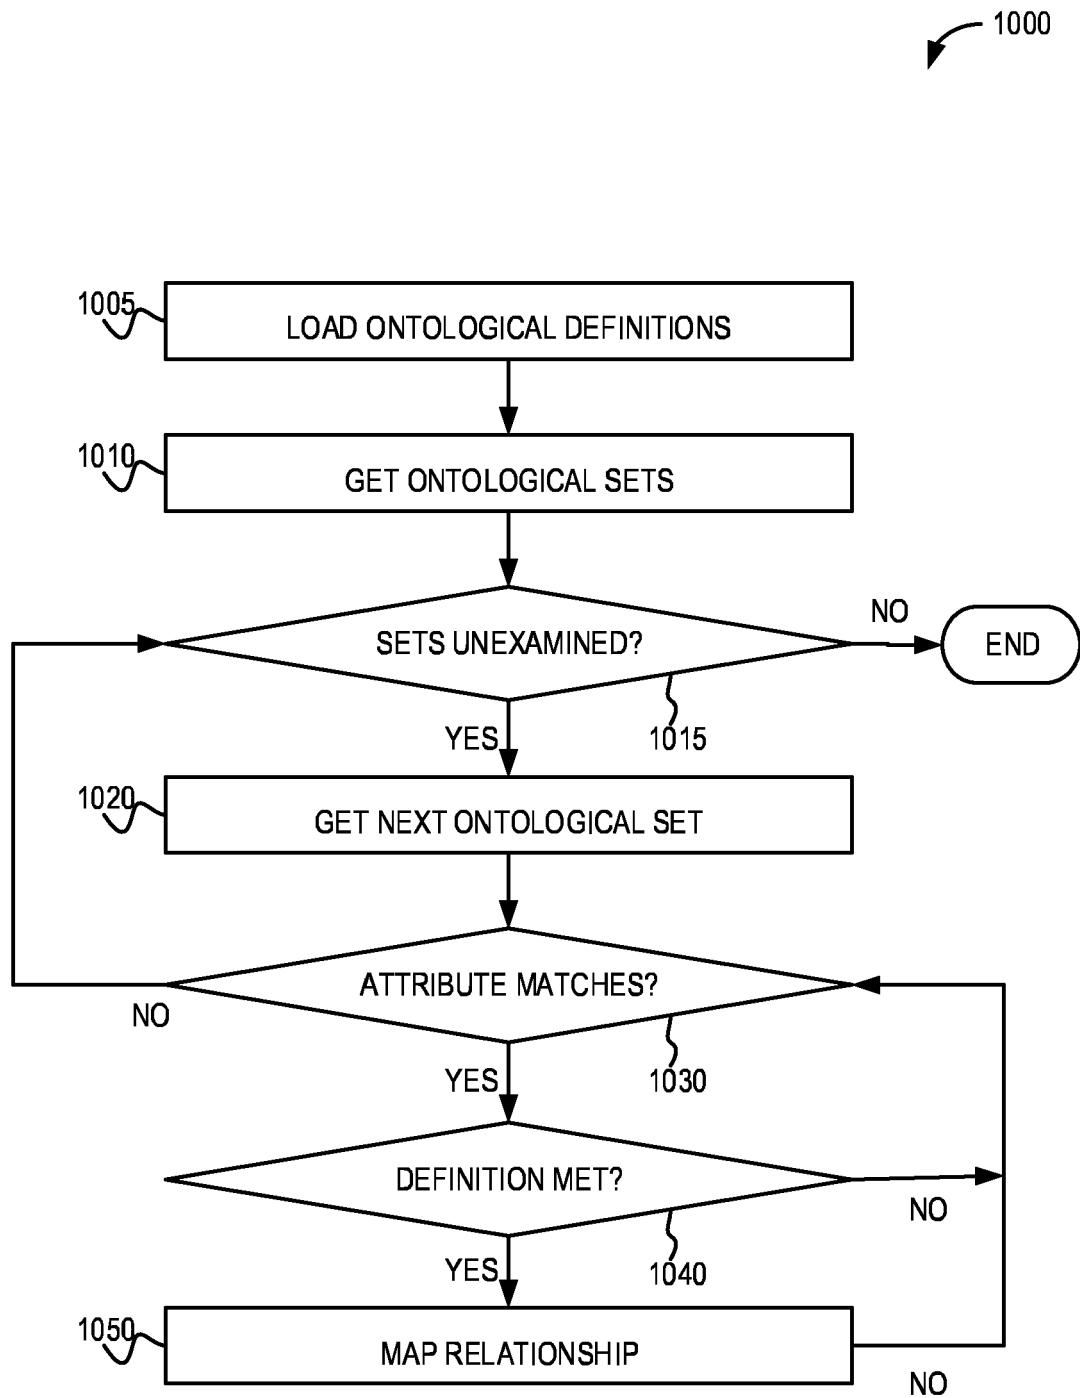 1000
1005
LOAD ONTOLOGICAL DEFINITIONS
1010
GET ONTOLOGICAL SETS
SETS UNEXAMINED?
NO
END
YES
1015
1020
GET NEXT ONTOLOGICAL SET
ATTRIBUTE MATCHES?
NO
YES
1030
DEFINITION MET?
NO
YES
1040
1050
MAP RELATIONSHIP
NO